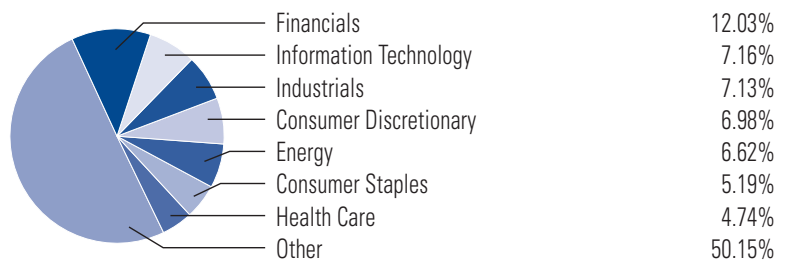 Financials 12.03%
Information Technology 7.16%
Industrials 7.13%
Consumer Discretionary 6.98%
Energy 6.62%
Consumer Staples 5.19%
Health Care 4.74%
Other 50.15%